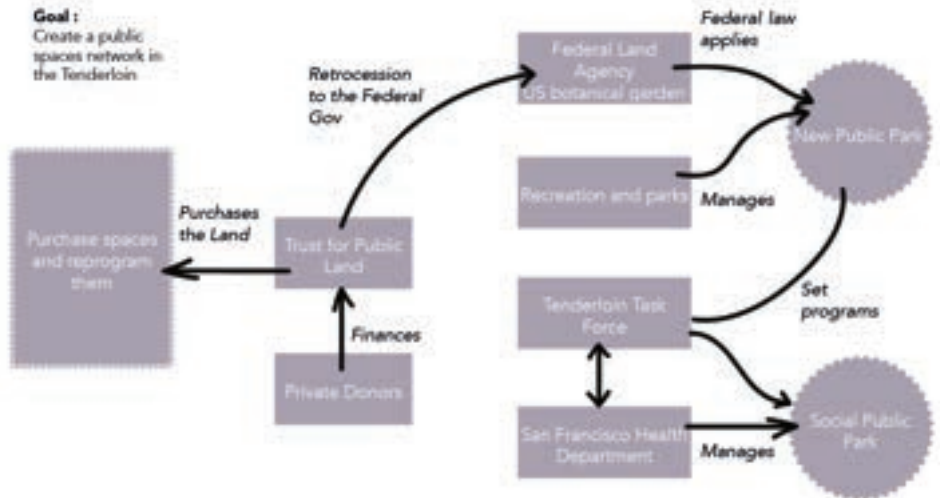 Goal :
Create a public
spaces network in
the Tenderloin
Purchase spaces
and reprogram
them
Purchases
the Land
Retrocession
to the Federal
Gov
Trust for Public
Land
Finances
Private Donors
Federal Land
Agency
US botanical garden
Federal law
applies
Recreation and parks
Manages
New Public Park
Tenderloin Task
Force
Set
programs
San Francisco Health
Department
Manages
Social Public
Park